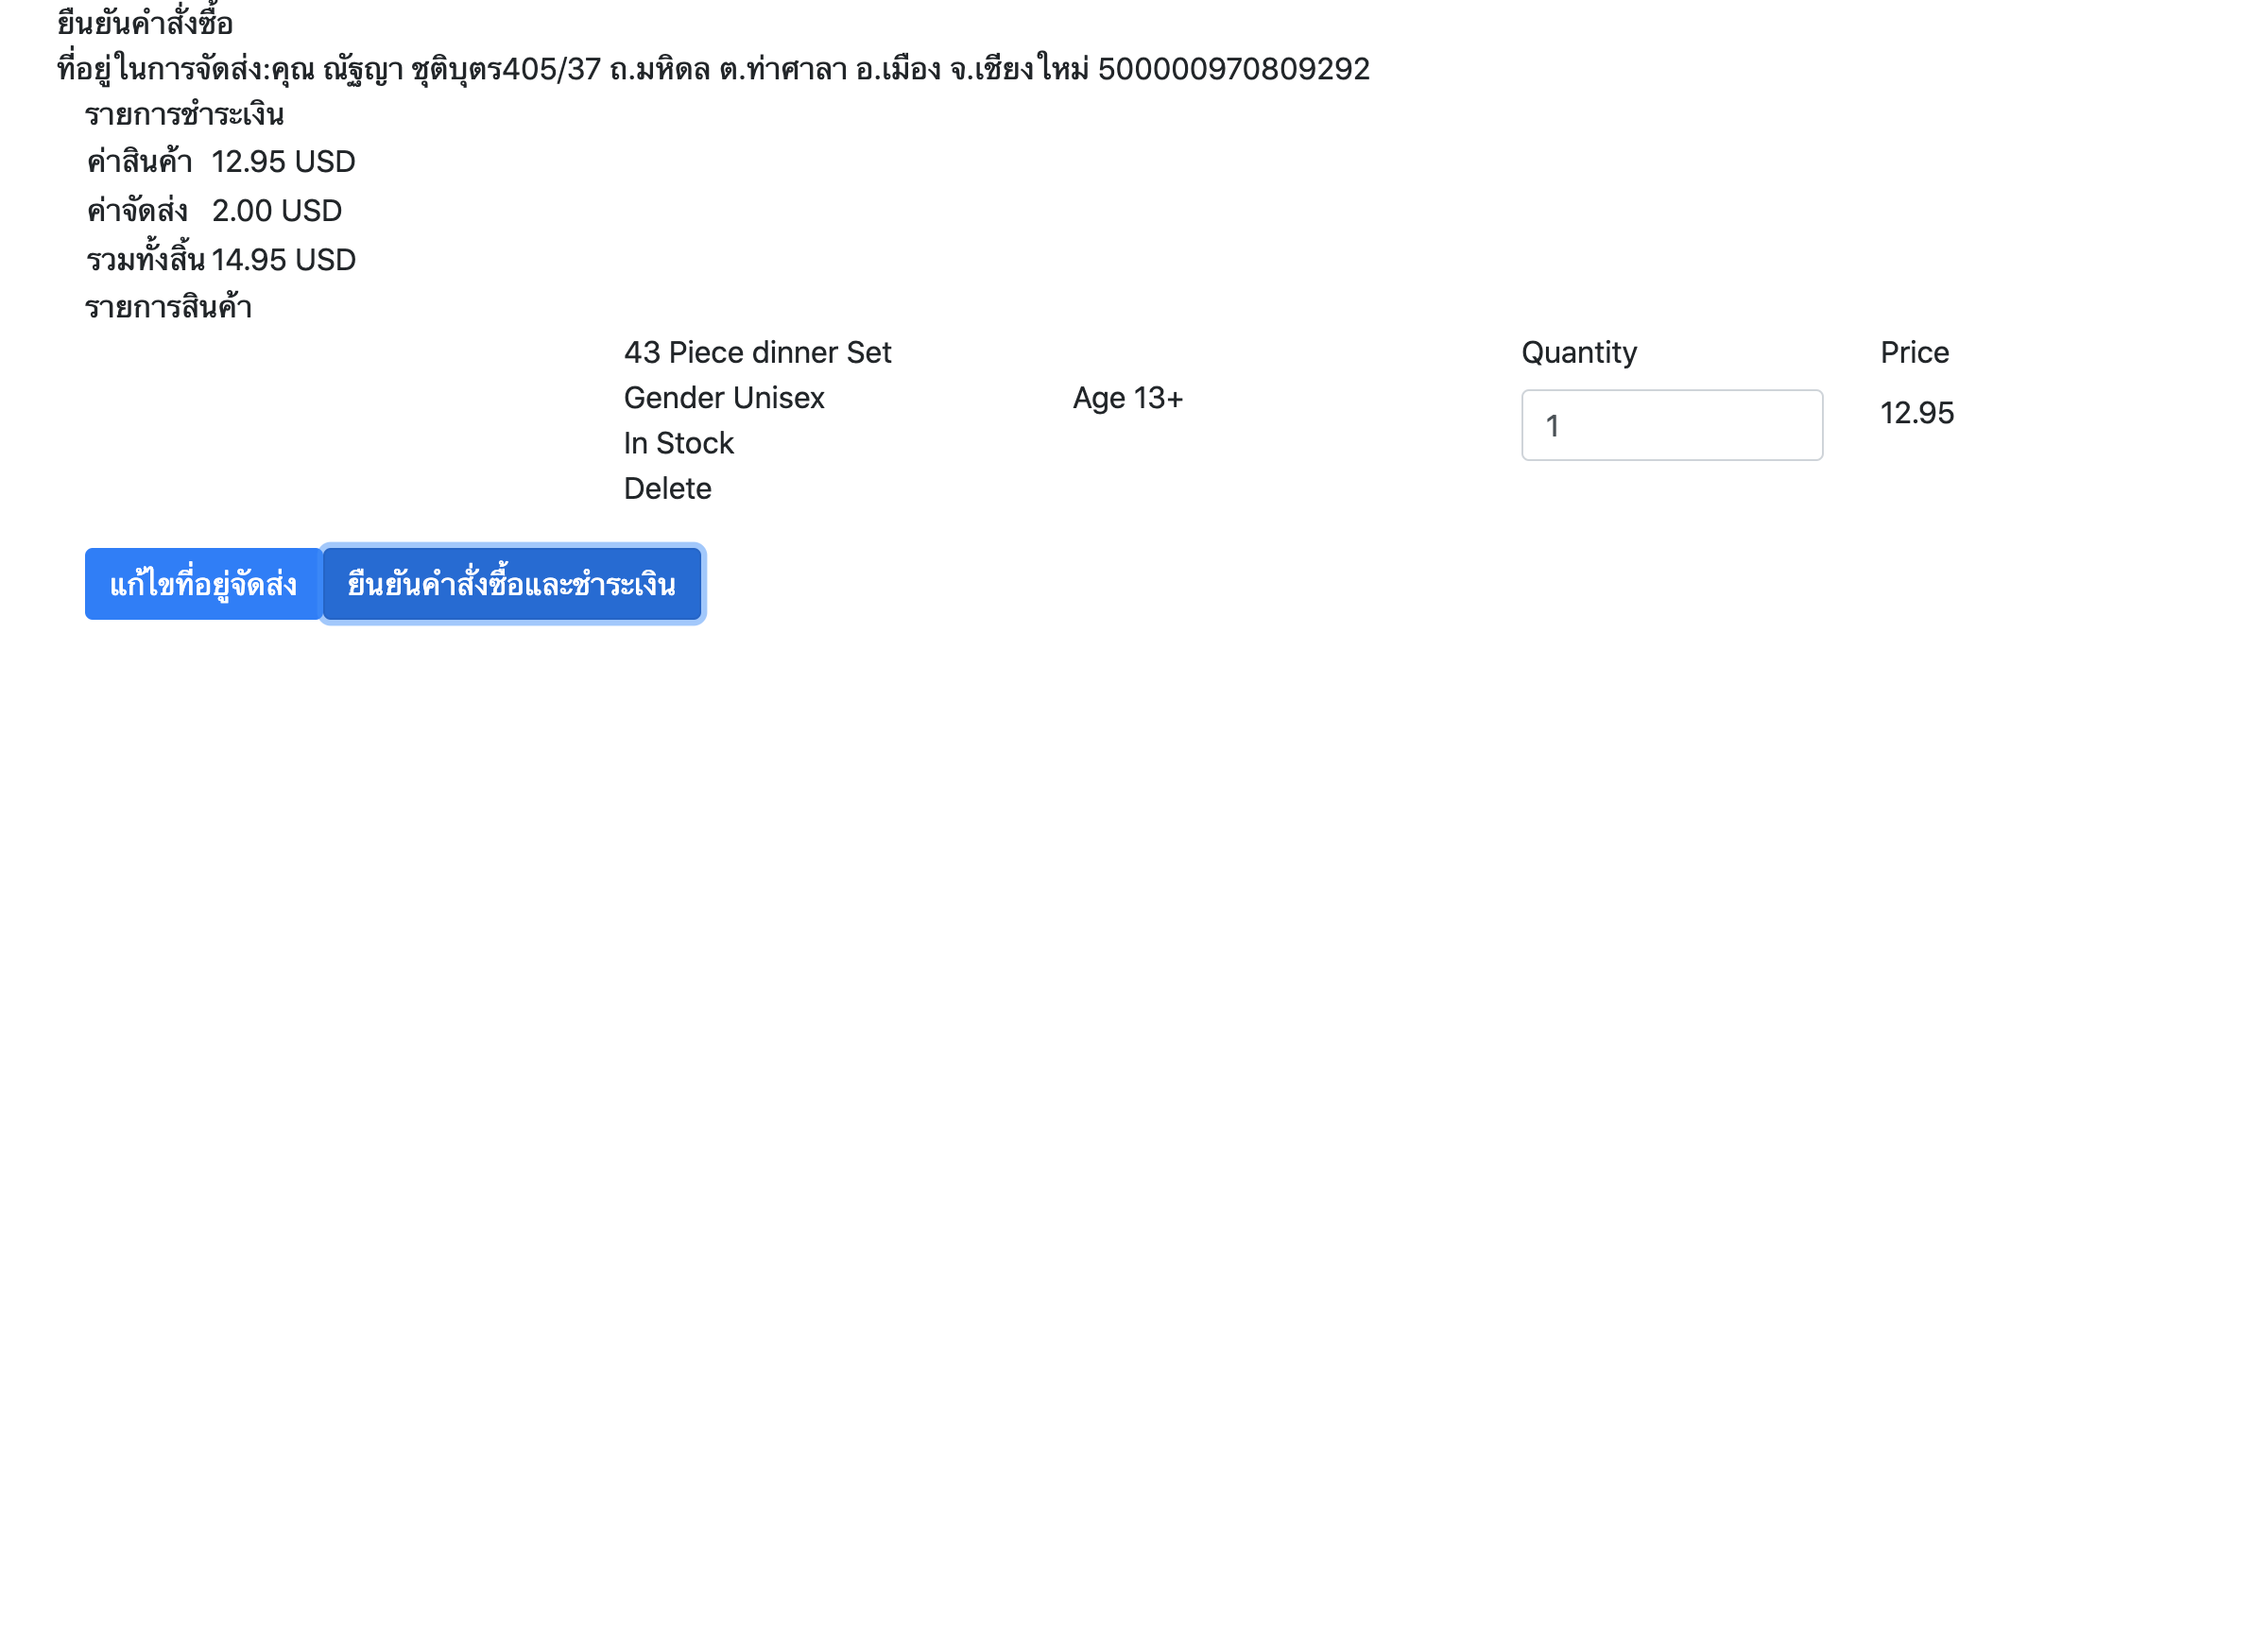 ยืนยันคำสั่งซื้อ
ที่อยู่ในการจัดส่ง:คุณ ณัฐญา ชุติบุตร405/37 ถ.มหิดล ต.ท่าศาลา อ.เมือง จ.เชียงใหม่ 500000970809292
รายการชำระเงิน
ค่าสินค้า 12.95 USD
ค่าจัดส่ง 2.00 USD
รวมทั้งสิ้น 14.95 USD
รายการสินค้า
43 Piece dinner Set Quantity Price
Gender Unisex Age 13+ 1 12.95
In Stock
Delete
แก้ไขที่อยู่จัดส่ง ยืนยันคำสั่งซื้อและชำระเงิน